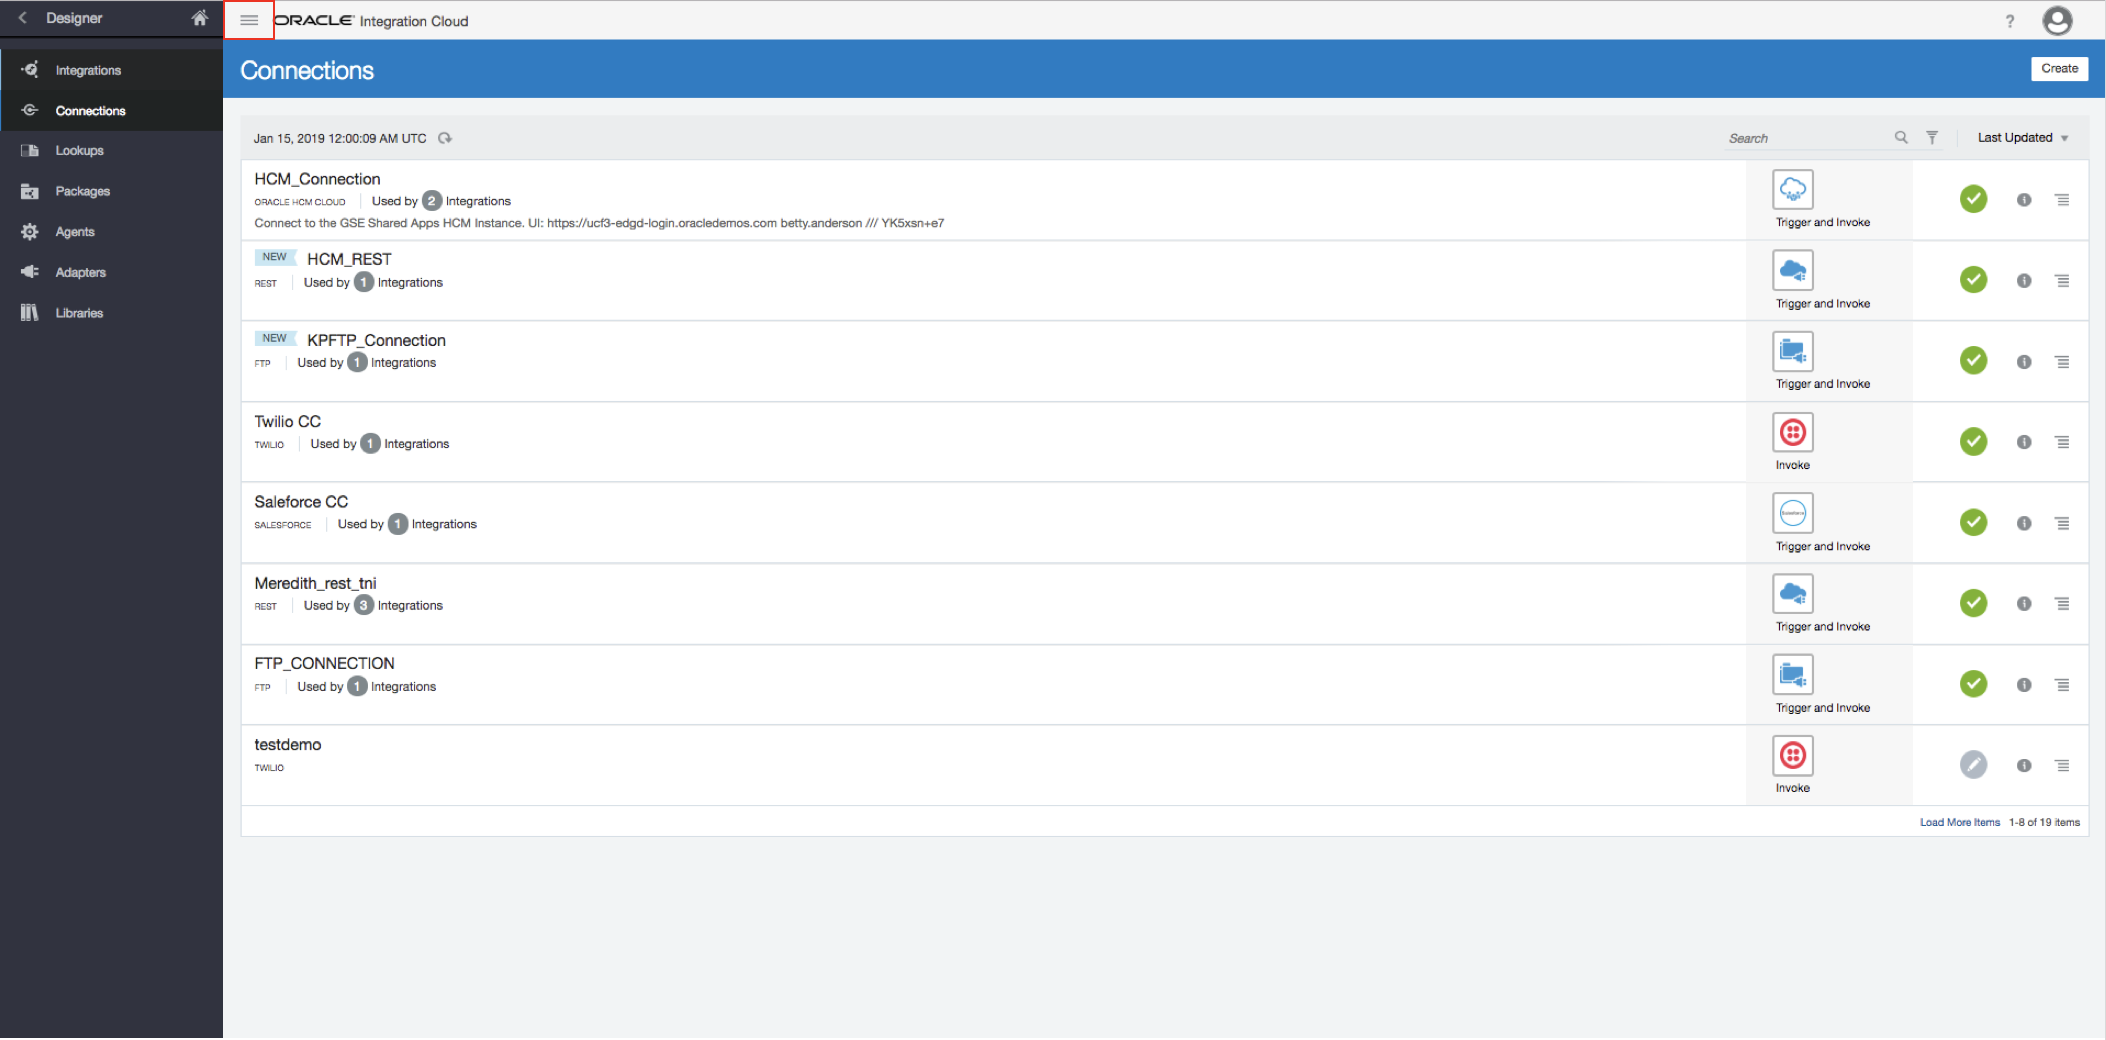 Designer
ORACLE Integration Cloud
?
Integrations
Connections
Lookups
Packages
Agents
Adapters
Libraries
Connections
Create
Jan 15, 2019 12:00:09 AM UTC
Search
Last Updated
HCM_Connection
ORACLE HCM CLOUD Used by 2 Integrations
Connect to the GSE Shared Apps HCM Instance. UI: https://ucf3-edgd-login.oracledemos.com betty.anderson /// YK5xsn+e7
Trigger and Invoke
NEW HCM_REST
REST Used by 1 Integrations
Trigger and Invoke
NEW KPFTP_Connection
FTP Used by 1 Integrations
Trigger and Invoke
Twilio CC
TWILIO Used by 1 Integrations
Invoke
Saleforce CC
SALESFORCE Used by 1 Integrations
salesforce
Trigger and Invoke
Meredith_rest_tni
REST Used by 3 Integrations
Trigger and Invoke
FTP_CONNECTION
FTP Used by 1 Integrations
Trigger and Invoke
testdemo
TWILIO
Invoke
Load More Items 1-8 of 19 items